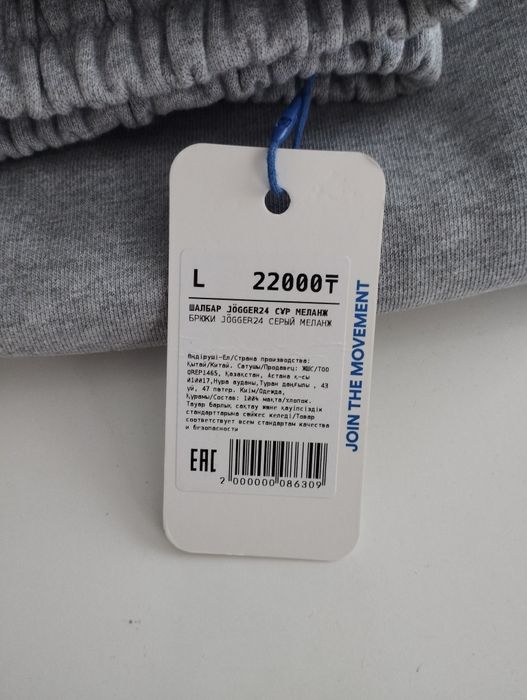 L 22000₸
ШАЛБАР JÖGGER24 СҰР МЕЛАНЖ
БРЮКИ JÖGGER24 СЕРЫЙ МЕЛАНЖ
Өндіруші-Ел/Страна производства:
Қытай/Китай. Сатушы/Продавец: ЖШС/ТОО
QREP1465, Қазақстан, Астана қ-сы
010017,Нұра ауданы,Тұран даңғылы , 43
үй, 47 пәтер. Киім/Одежда,
Құрамы/Состав: 100% мақта/хлопок.
Тауар барлық сақтау және қауіпсіздік
стандарттарына сәйкес келеді/Товар
соответствует всем стандартам качества
и безопасности
EAC
2 000000 086309
JOIN THE MOVEMENT